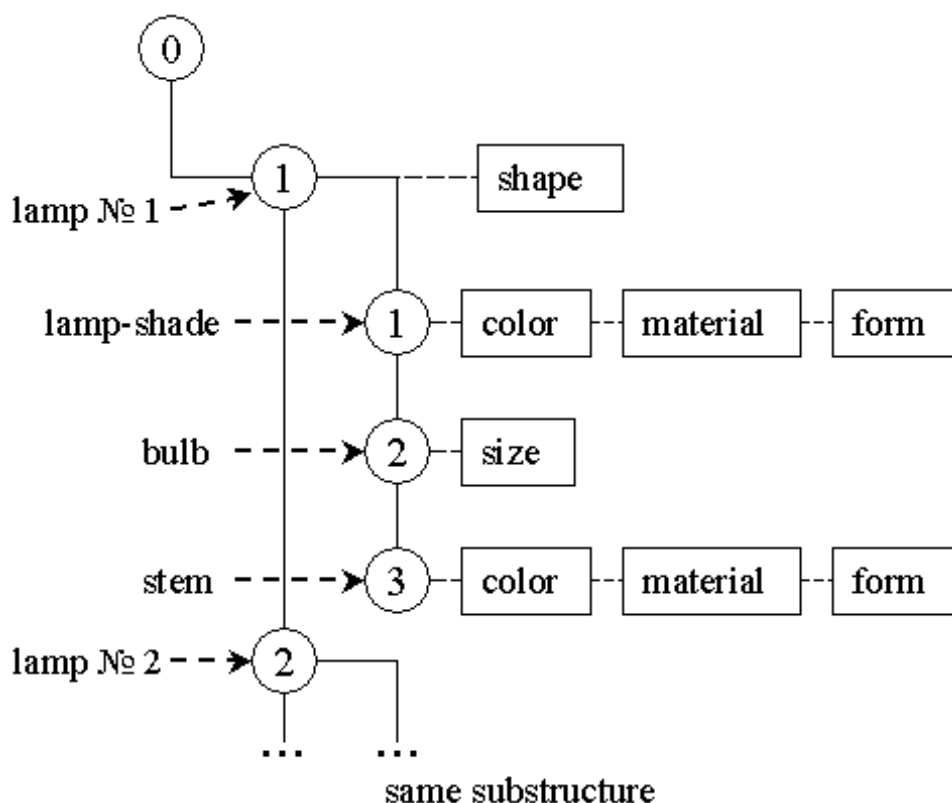 0
1 shape
lamp № 1
lamp-shade 1 color material form
bulb 2 size
stem 3 color material form
lamp № 2 2
... ...
same substructure